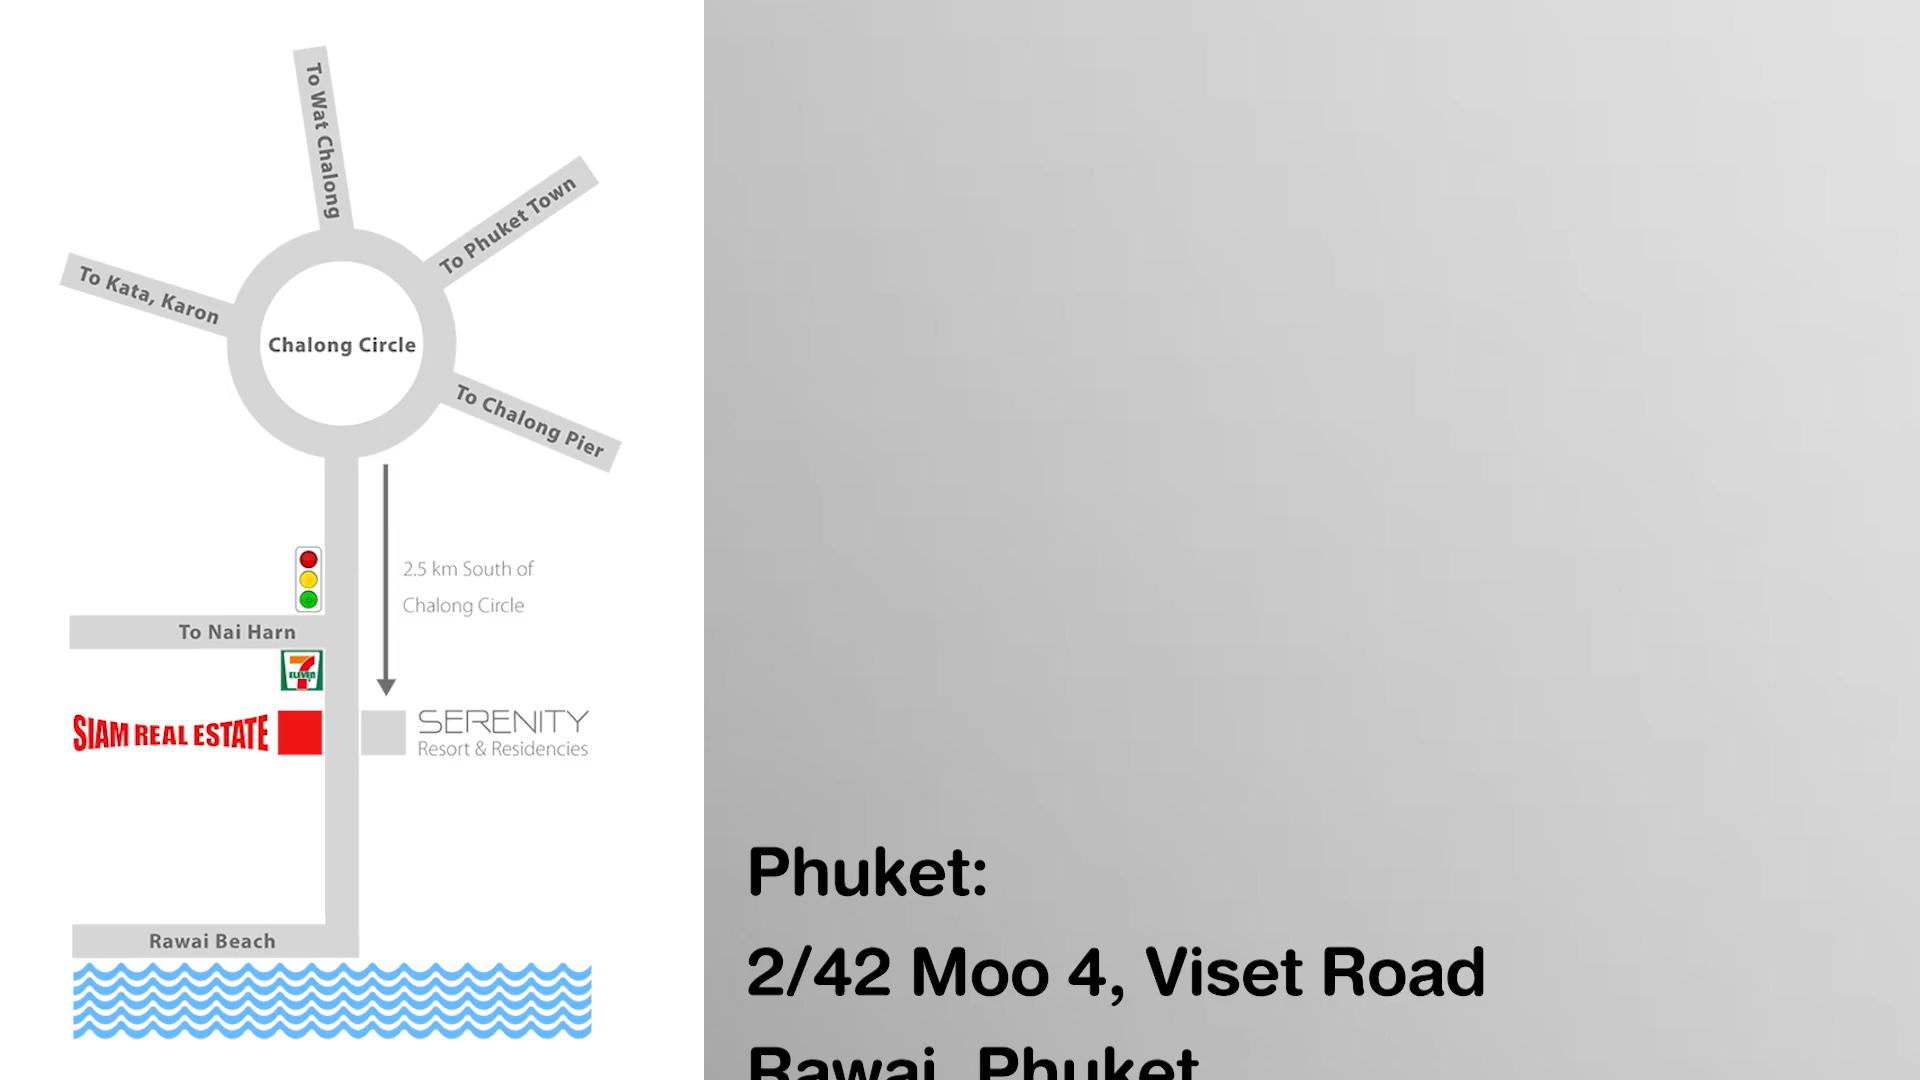 To Wat Chalong
To Phuket Town
To Kata, Karon
Chalong Circle
To Chalong Pier
2.5 km South of
Chalong Circle
To Nai Harn
7
ELEVEN
SIAM REAL ESTATE
SERENITY
Resort & Residencies
Rawai Beach
Phuket:
2/42 Moo 4, Viset Road
Rawai, Phuket